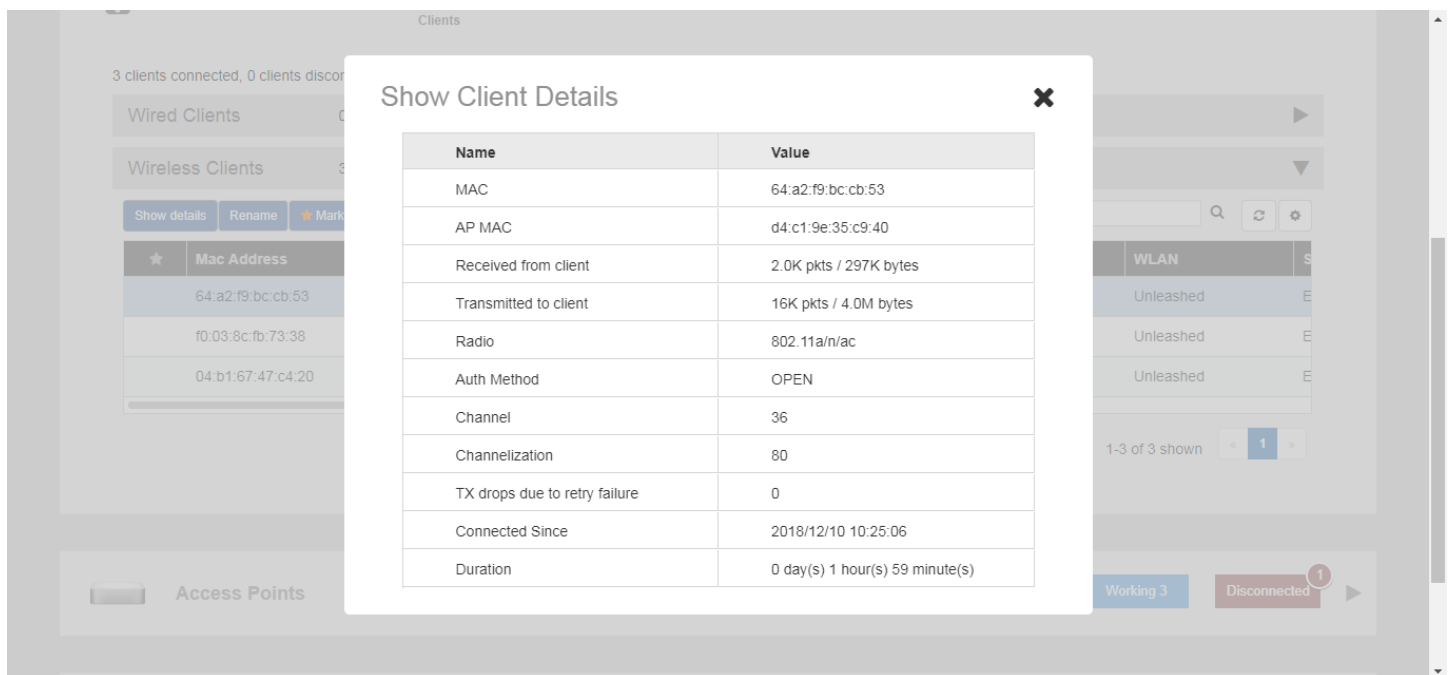 Clients
3 clients connected, 0 clients discon
Show Client Details
Wired Clients 0
Wireless Clients 3
Show details Rename Mark
Mac Address WLAN
64:a2:f9:bc:cb:53 Unleashed
f0:03:8c:fb:73:38 Unleashed
04:b1:67:47:c4:20 Unleashed
1-3 of 3 shown « 1 »
Name Value
MAC 64:a2:f9:bc:cb:53
AP MAC d4:c1:9e:35:c9:40
Received from client 2.0K pkts / 297K bytes
Transmitted to client 16K pkts / 4.0M bytes
Radio 802.11a/n/ac
Auth Method OPEN
Channel 36
Channelization 80
TX drops due to retry failure 0
Connected Since 2018/12/10 10:25:06
Duration 0 day(s) 1 hour(s) 59 minute(s)
Access Points Working 3 Disconnected 1